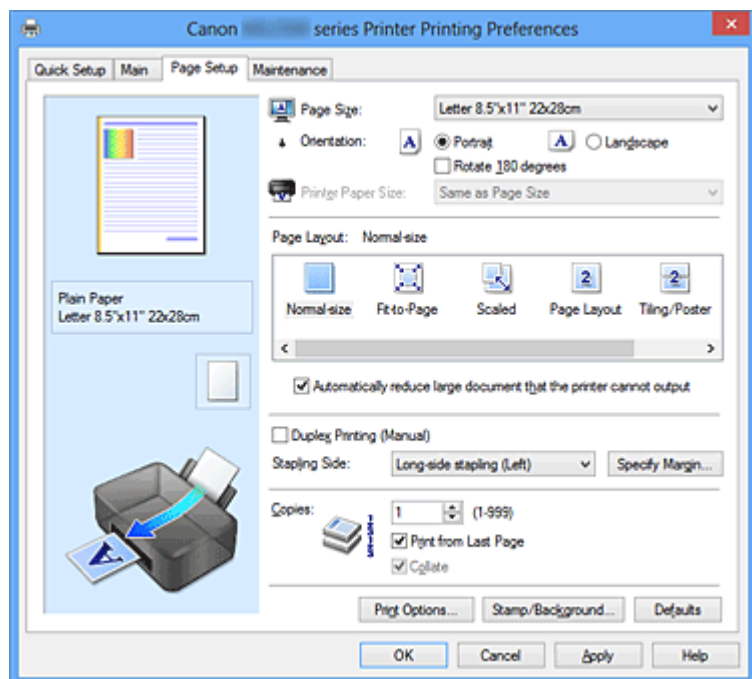 Canon series Printer Printing Preferences
Quick Setup Main Page Setup Maintenance
Page Size: Letter 8.5"x11" 22x28cm
Orientation: A Portrait A Landscape
Rotate 180 degrees
Printer Paper Size: Same as Page Size
Page Layout: Normal-size
2 2
Normal-size Fit-to-Page Scaled Page Layout Tiling/Poster
Plain Paper
Letter 8.5"x11" 22x28cm
Automatically reduce large document that the printer cannot output
Duplex Printing (Manual)
Stapling Side: Long-side stapling (Left) Specify Margin...
Copies: 1 (1-999)
Print from Last Page
Collate
A
Print Options... Stamp/Background... Defaults
OK Cancel Apply Help